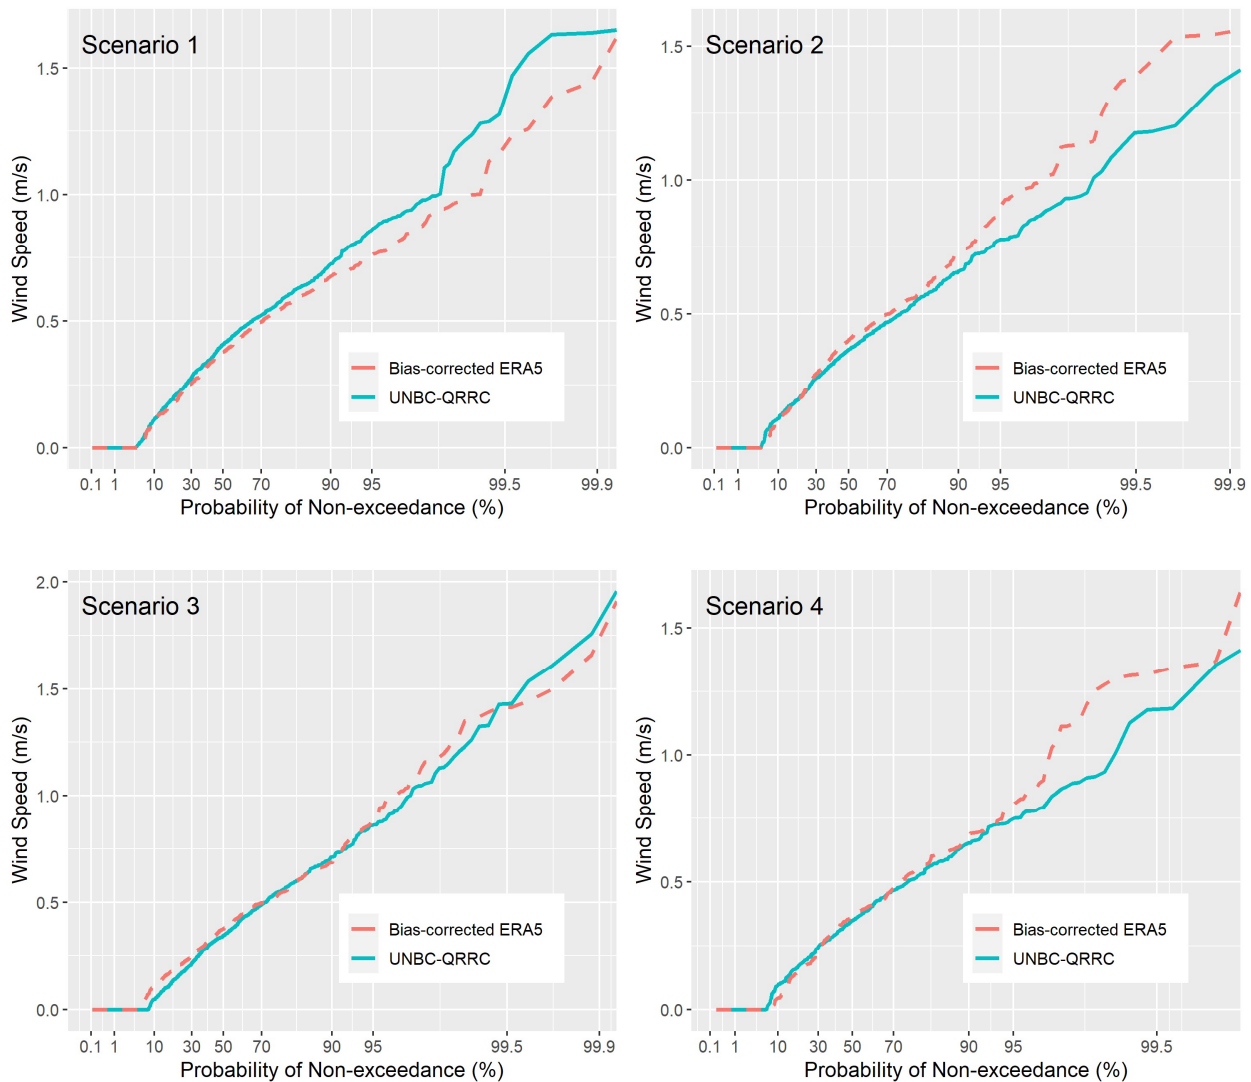 Scenario 1
Wind Speed (m/s)
1.5
1.0
0.5
0.0
Bias-corrected ERA5
UNBC-QRRC
0.1 1 10 30 50 70 90 95 99.5 99.9
Probability of Non-exceedance (%)
Scenario 2
Wind Speed (m/s)
1.5
1.0
0.5
0.0
Bias-corrected ERA5
UNBC-QRRC
0.1 1 10 30 50 70 90 95 99.5 99.9
Probability of Non-exceedance (%)
Scenario 3
Wind Speed (m/s)
2.0
1.5
1.0
0.5
0.0
Bias-corrected ERA5
UNBC-QRRC
0.1 1 10 30 50 70 90 95 99.5 99.9
Probability of Non-exceedance (%)
Scenario 4
Wind Speed (m/s)
1.5
1.0
0.5
0.0
Bias-corrected ERA5
UNBC-QRRC
0.1 1 10 30 50 70 90 95 99.5
Probability of Non-exceedance (%)